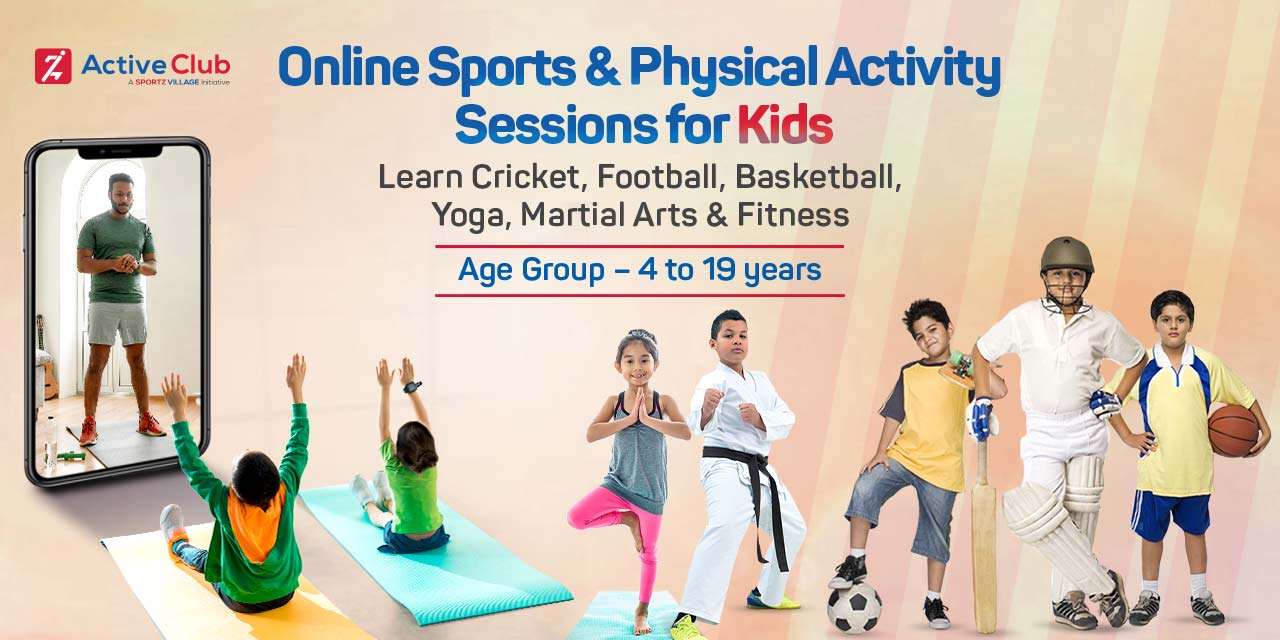 Active Club
A SPORTZ VILLAGE Initiative
Online Sports & Physical Activity
Sessions for Kids
Learn Cricket, Football, Basketball,
Yoga, Martial Arts & Fitness
Age Group – 4 to 19 years